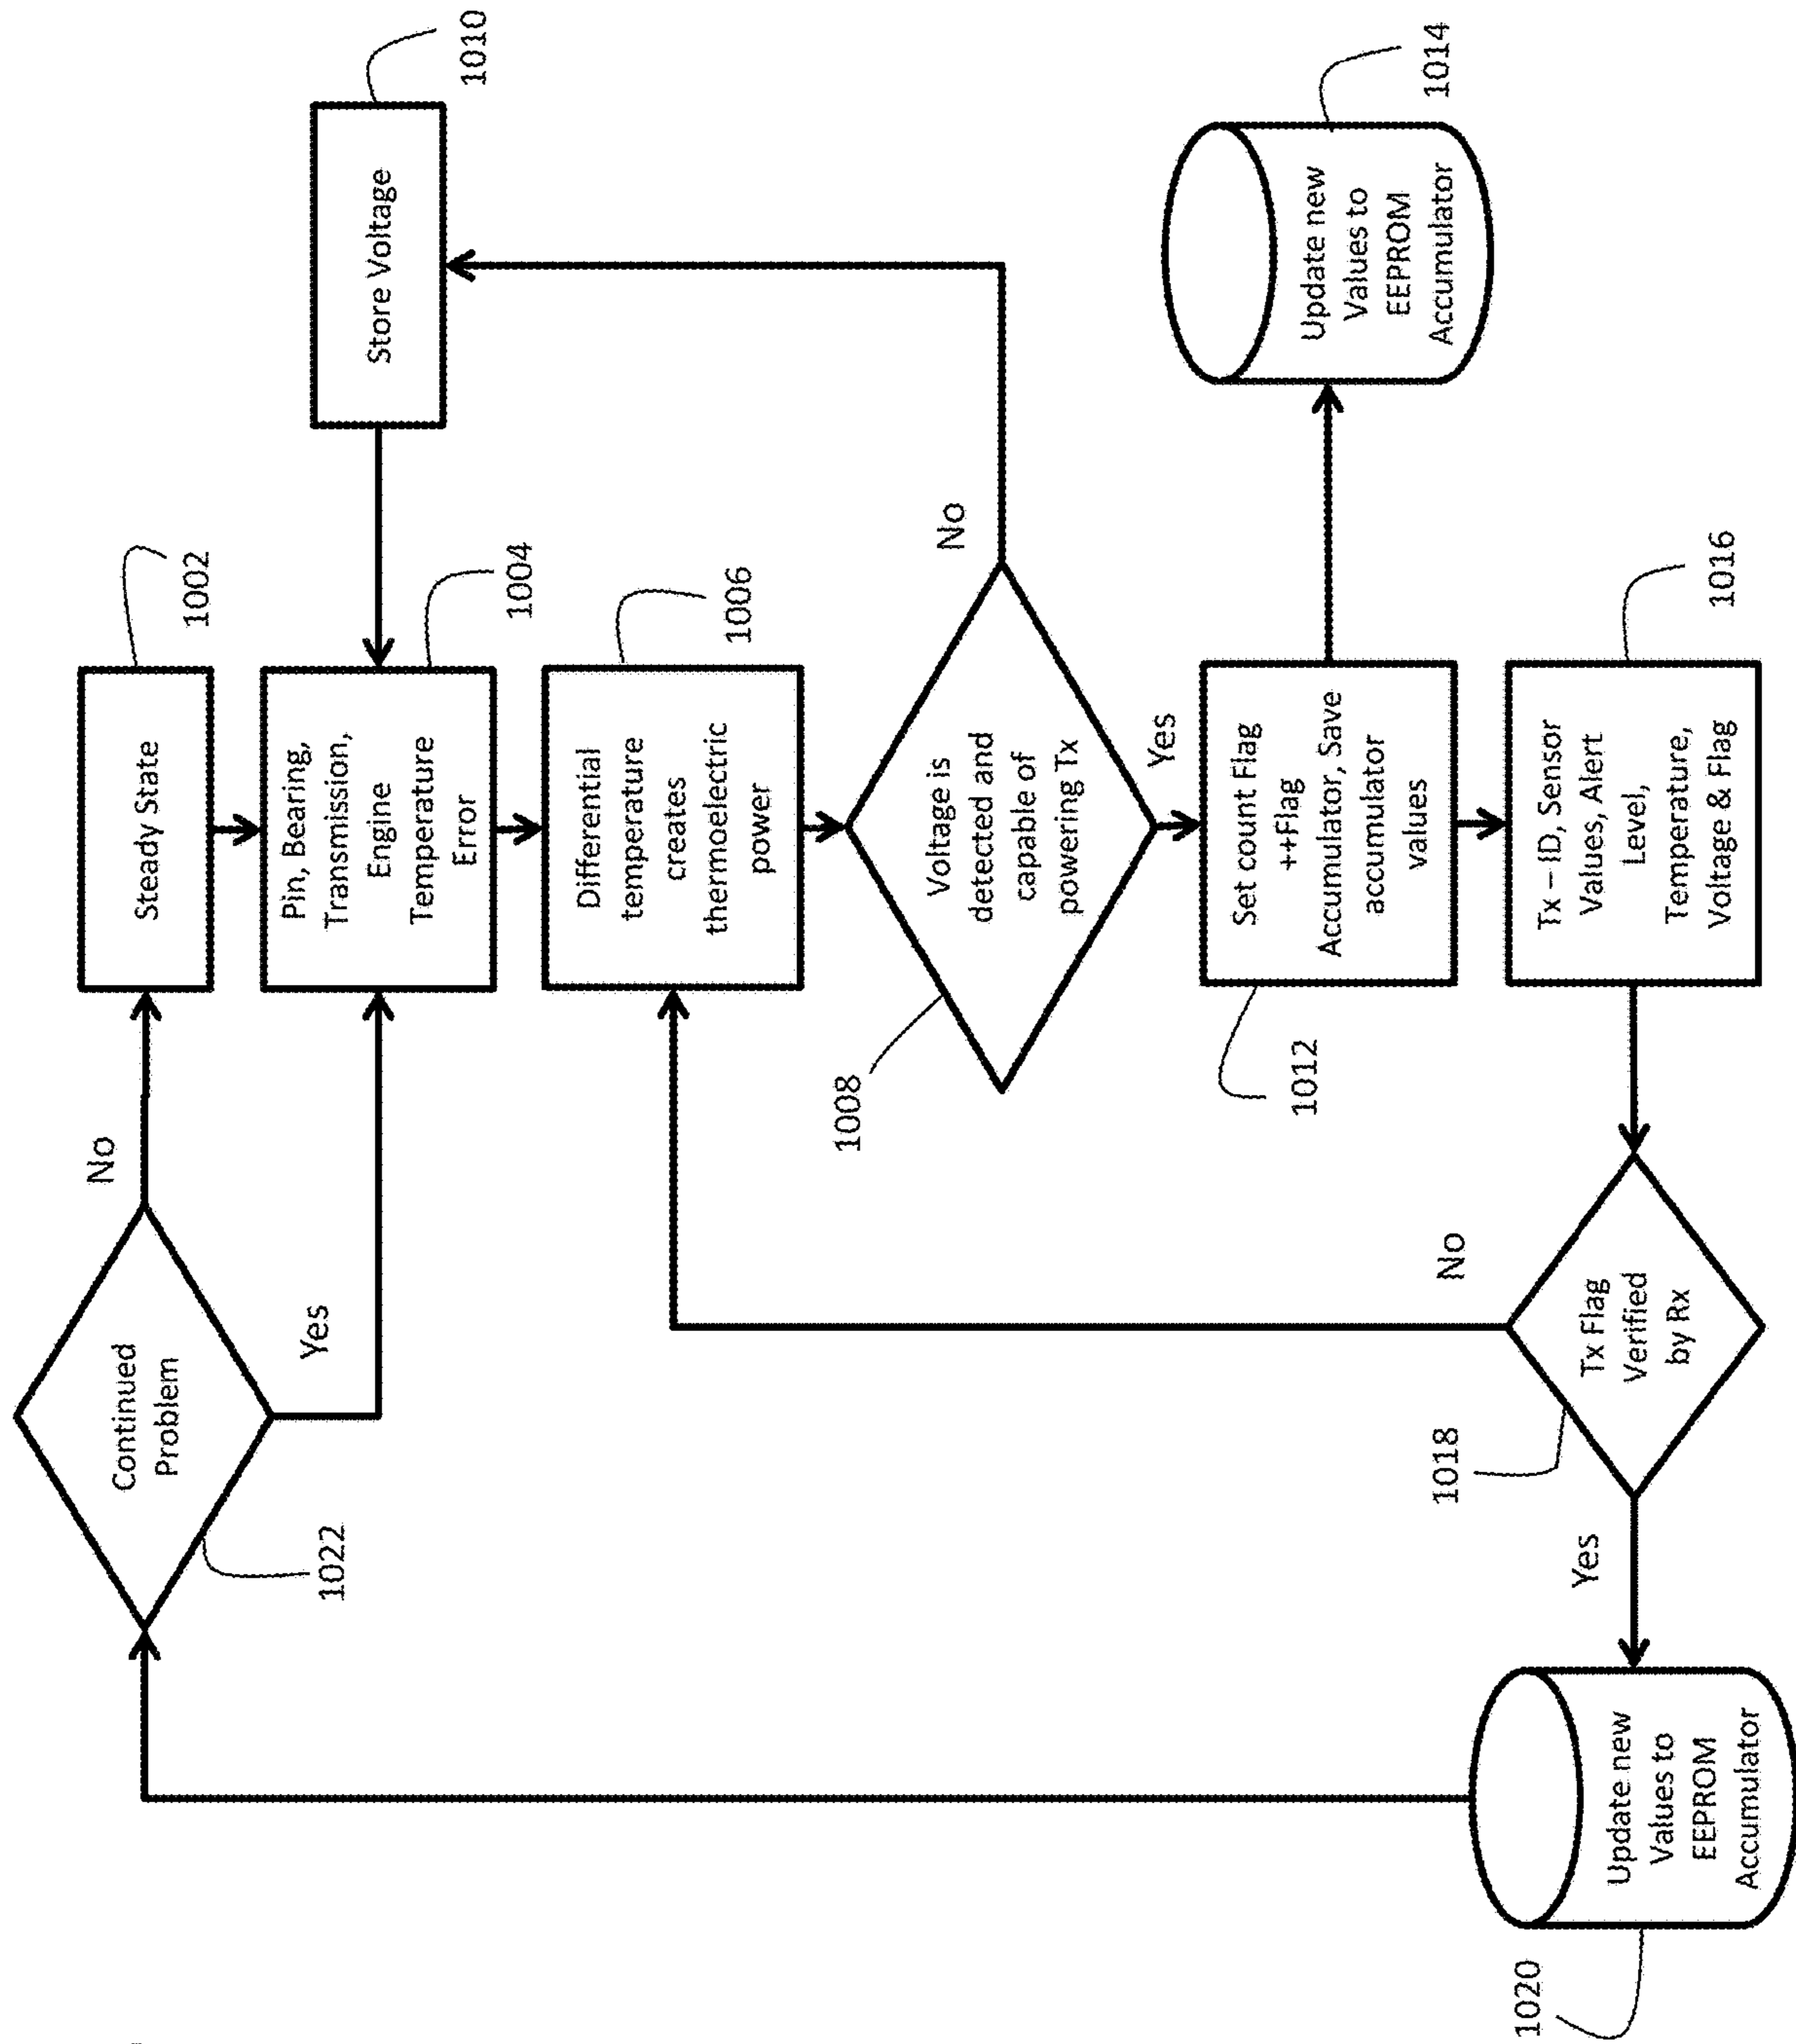 Continued
Problem
1022
No
Yes
Steady State
1002
Pin, Bearing,
Transmission,
Engine
Temperature
Error
1004
Store Voltage
1010
Differential
temperature
creates
thermoelectric
power
1006
Voltage is
detected and
capable of
powering Tx
1008
No
Yes
Set count Flag
++Flag
Accumulator, Save
accumulator
values
1012
Update new
Values to
EEPROM
Accumulator
1014
Tx – ID, Sensor
Values, Alert
Level,
Temperature,
Voltage & Flag
1016
Tx Flag
Verified
by Rx
1018
No
Yes
Update new
Values to
EEPROM
Accumulator
1020